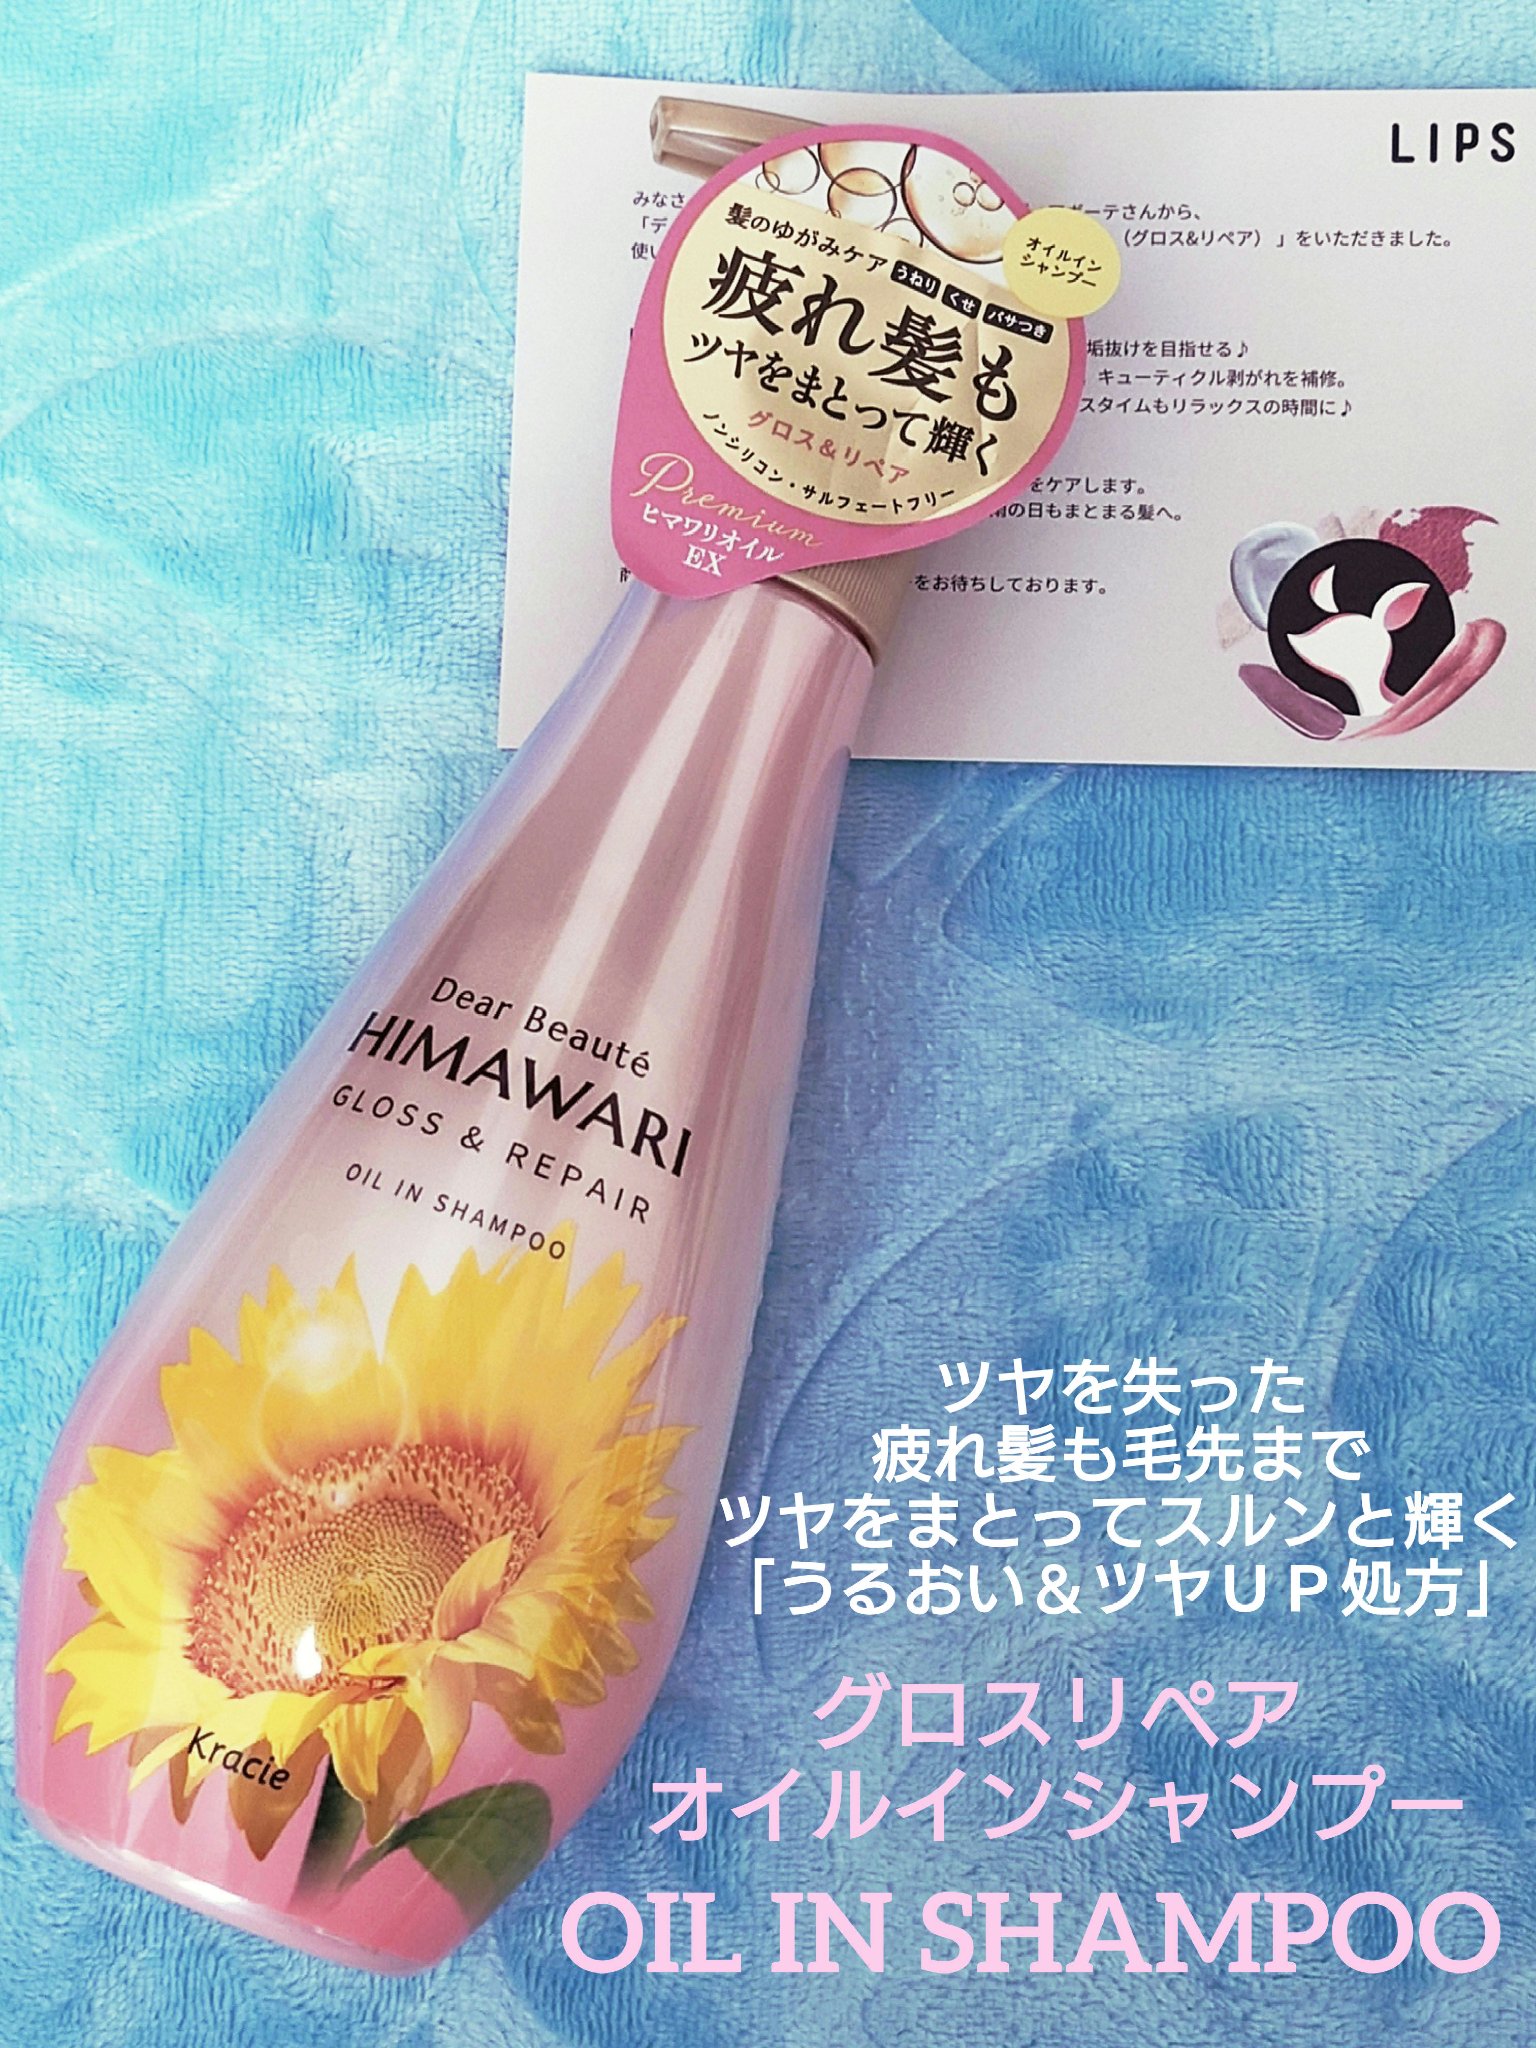 LIPS
みなさ
ボーテさんから、
「デ
（グロス&リペア）」をいただきました。
使い
垢抜けを目指せる♪
キューティクル剥がれを補修。
スタイムもリラックスの時間に♪
をケアします。
の日もまとまる髪へ。
をお待ちしております。
オイルイン
シャンプー
髪のゆがみケア うねり くせ パサつき
疲れ髪も
ツヤをまとって輝く
グロス&リペア
ノンシリコン・サルフェートフリー
Premium
ヒマワリオイル
EX
Dear Beauté
HIMAWARI
GLOSS & REPAIR
OIL IN SHAMPOO
Kracie
ツヤを失った
疲れ髪も毛先まで
ツヤをまとってスルンと輝く
「うるおい＆ツヤＵＰ処方」
グロスリペア
オイルインシャンプー
OIL IN SHAMPOO